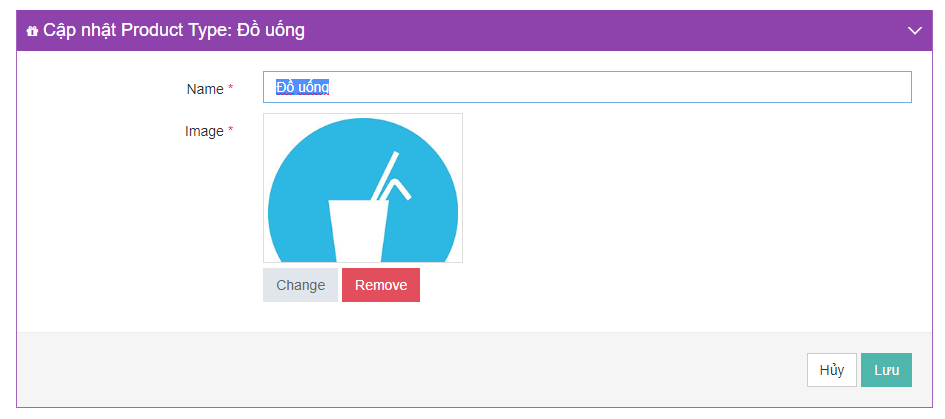 Cập nhật Product Type: Đồ uống
Name *
Đồ uống
Image *
Change Remove
Hủy Lưu